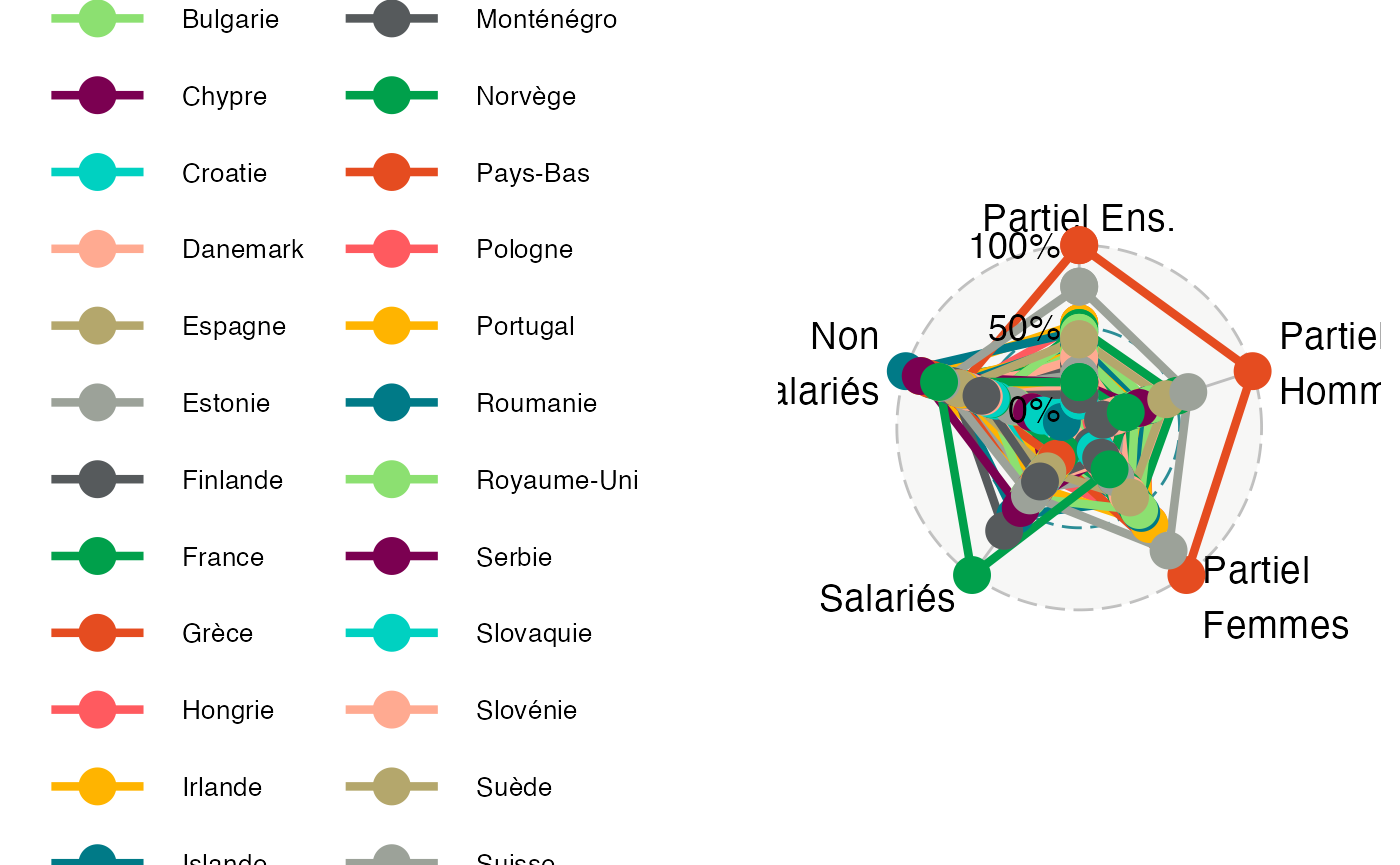 Bulgarie
Chypre
Croatie
Danemark
Espagne
Estonie
Finlande
France
Grèce
Hongrie
Irlande
Islande
Monténégro
Norvège
Pays-Bas
Pologne
Portugal
Roumanie
Royaume-Uni
Serbie
Slovaquie
Slovénie
Suède
Suisse
Partiel Ens.
100%
50%
0%
Partiel
Homm
Partiel
Femmes
Salariés
Non
alariés